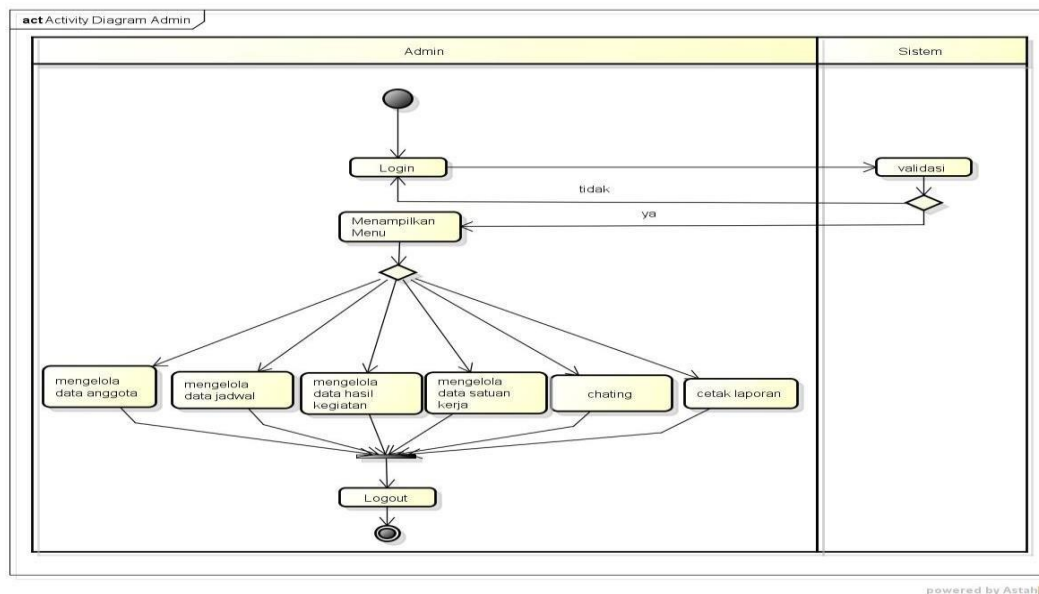 act Activity Diagram Admin
Admin
Sistem
Login
validasi
tidak
ya
Menampilkan
Menu
mengelola
data anggota
mengelola
data jadwal
mengelola
data hasil
kegiatan
mengelola
data satuan
kerja
chating
cetak laporan
Logout
powered by Astah